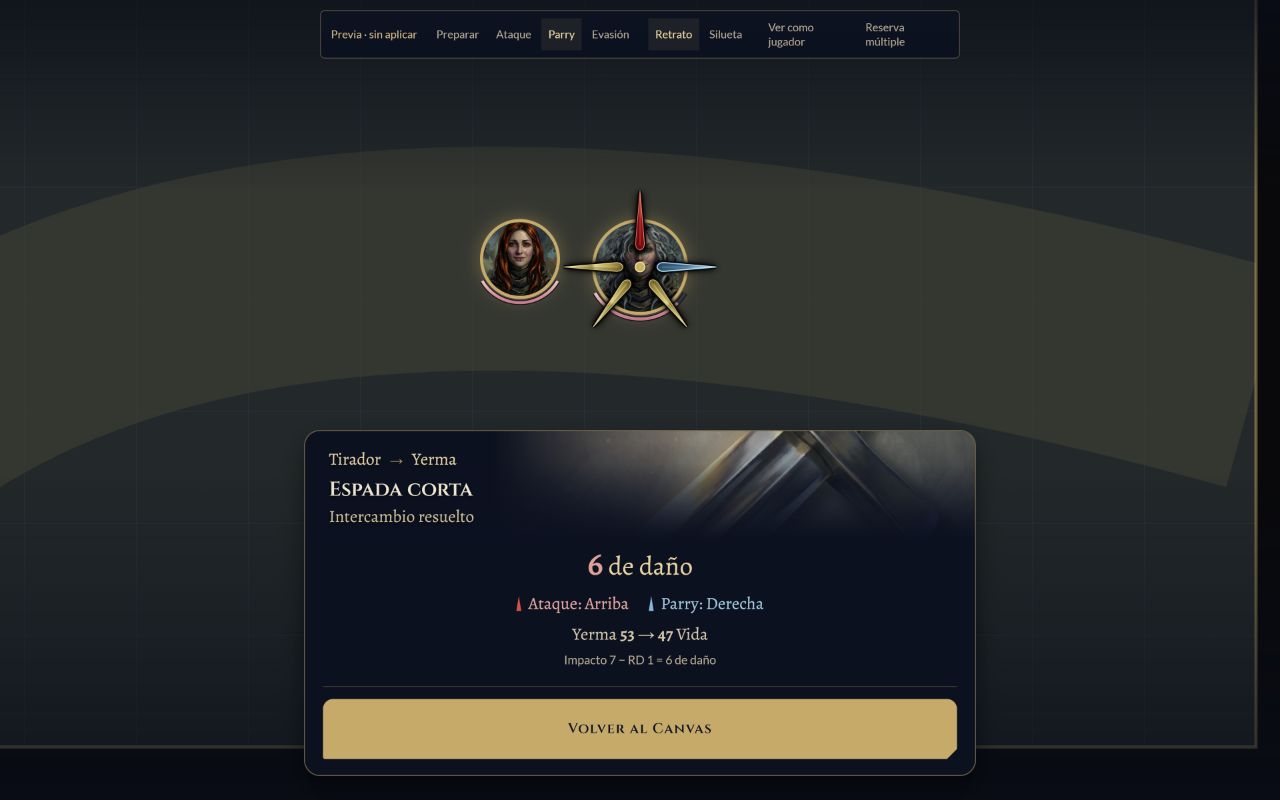 Previa · sin aplicar Preparar Ataque Parry Evasión Retrato Silueta Ver como jugador Reserva múltiple
Tirador → Yerma
Espada corta
Intercambio resuelto
6 de daño
Ataque: Arriba Parry: Derecha
Yerma 53 → 47 Vida
Impacto 7 − RD 1 = 6 de daño
Volver al Canvas